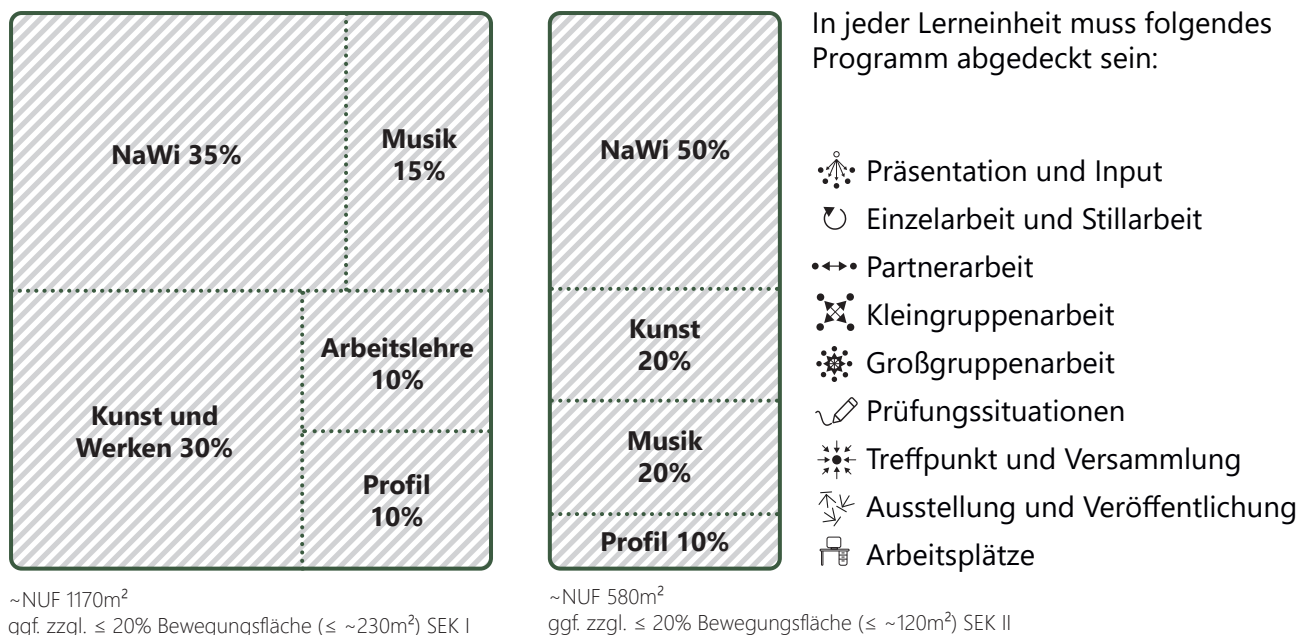 NaWi 35%
Musik
15%
Kunst und
Werken 30%
Arbeitslehre
10%
Profil
10%
~NUF 1170m²
ggf. zzgl. ≤ 20% Bewegungsfläche (≤ ~230m²) SEK I
NaWi 50%
Kunst
20%
Musik
20%
Profil 10%
~NUF 580m²
ggf. zzgl. ≤ 20% Bewegungsfläche (≤ ~120m²) SEK II
In jeder Lerneinheit muss folgendes
Programm abgedeckt sein:
Präsentation und Input
Einzelarbeit und Stillarbeit
Partnerarbeit
Kleingruppenarbeit
Großgruppenarbeit
Prüfungssituationen
Treffpunkt und Versammlung
Ausstellung und Veröffentlichung
Arbeitsplätze